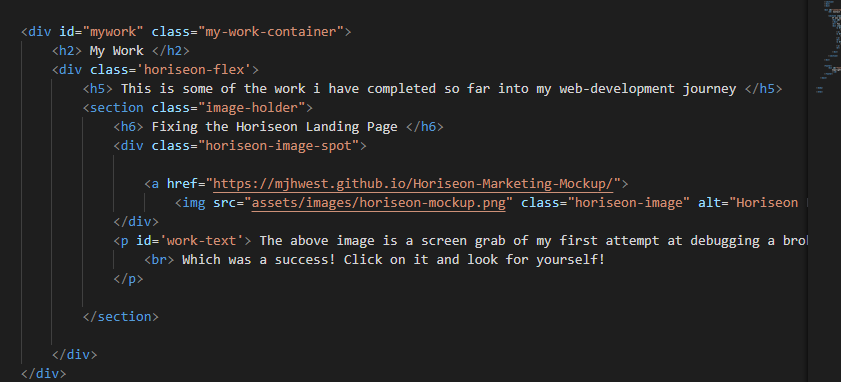 <div id="mywork" class="my-work-container">
<h2> My Work </h2>
<div class='horiseon-flex'>
<h5> This is some of the work i have completed so far into my web-development journey </h5>
<section class="image-holder">
<h6> Fixing the Horiseon Landing Page </h6>
<div class="horiseon-image-spot">
<a href="https://mjhwest.github.io/Horiseon-Marketing-Mockup/">
<img src="assets/images/horiseon-mockup.png" class="horiseon-image" alt="Horiseon
</div>
<p id='work-text'> The above image is a screen grab of my first attempt at debugging a
<br> Which was a success! Click on it and look for yourself!
</p>
</section>
</div>
</div>